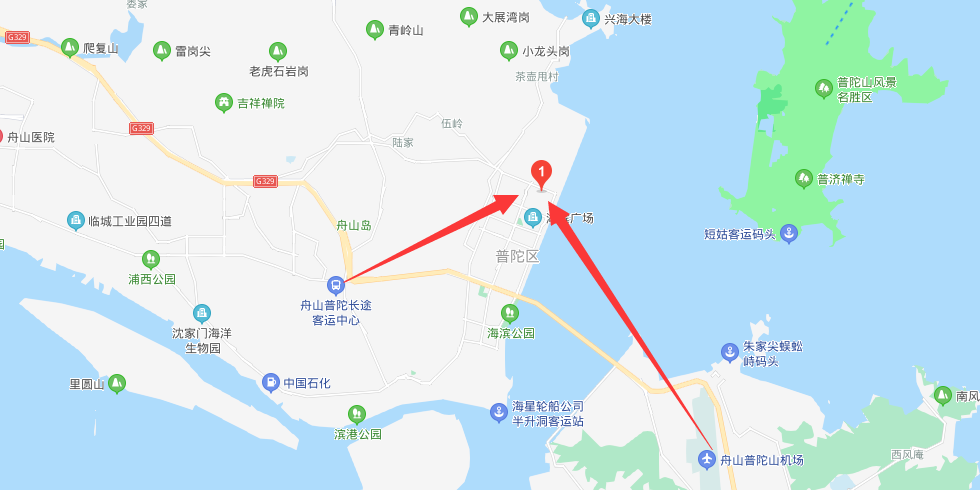 娄家
兴海大楼
大展湾岗
青岭山
G329
爬复山
雷岗尖
老虎石岩岗
小龙头岗
茶壶甩村
普陀山风景
名胜区
吉祥禅院
伍岭
G329
舟山医院
陆家
1
G329
普济禅寺
临城工业园四道
舟山岛
广场
短姑客运码头
园
浦西公园
普陀区
舟山普陀长途
客运中心
沈家门海洋
生物园
海滨公园
朱家尖蜈蚣
峙码头
里圆山
中国石化
南风
海星轮船公司
半升洞客运站
滨港公园
西风庵
舟山普陀山机场